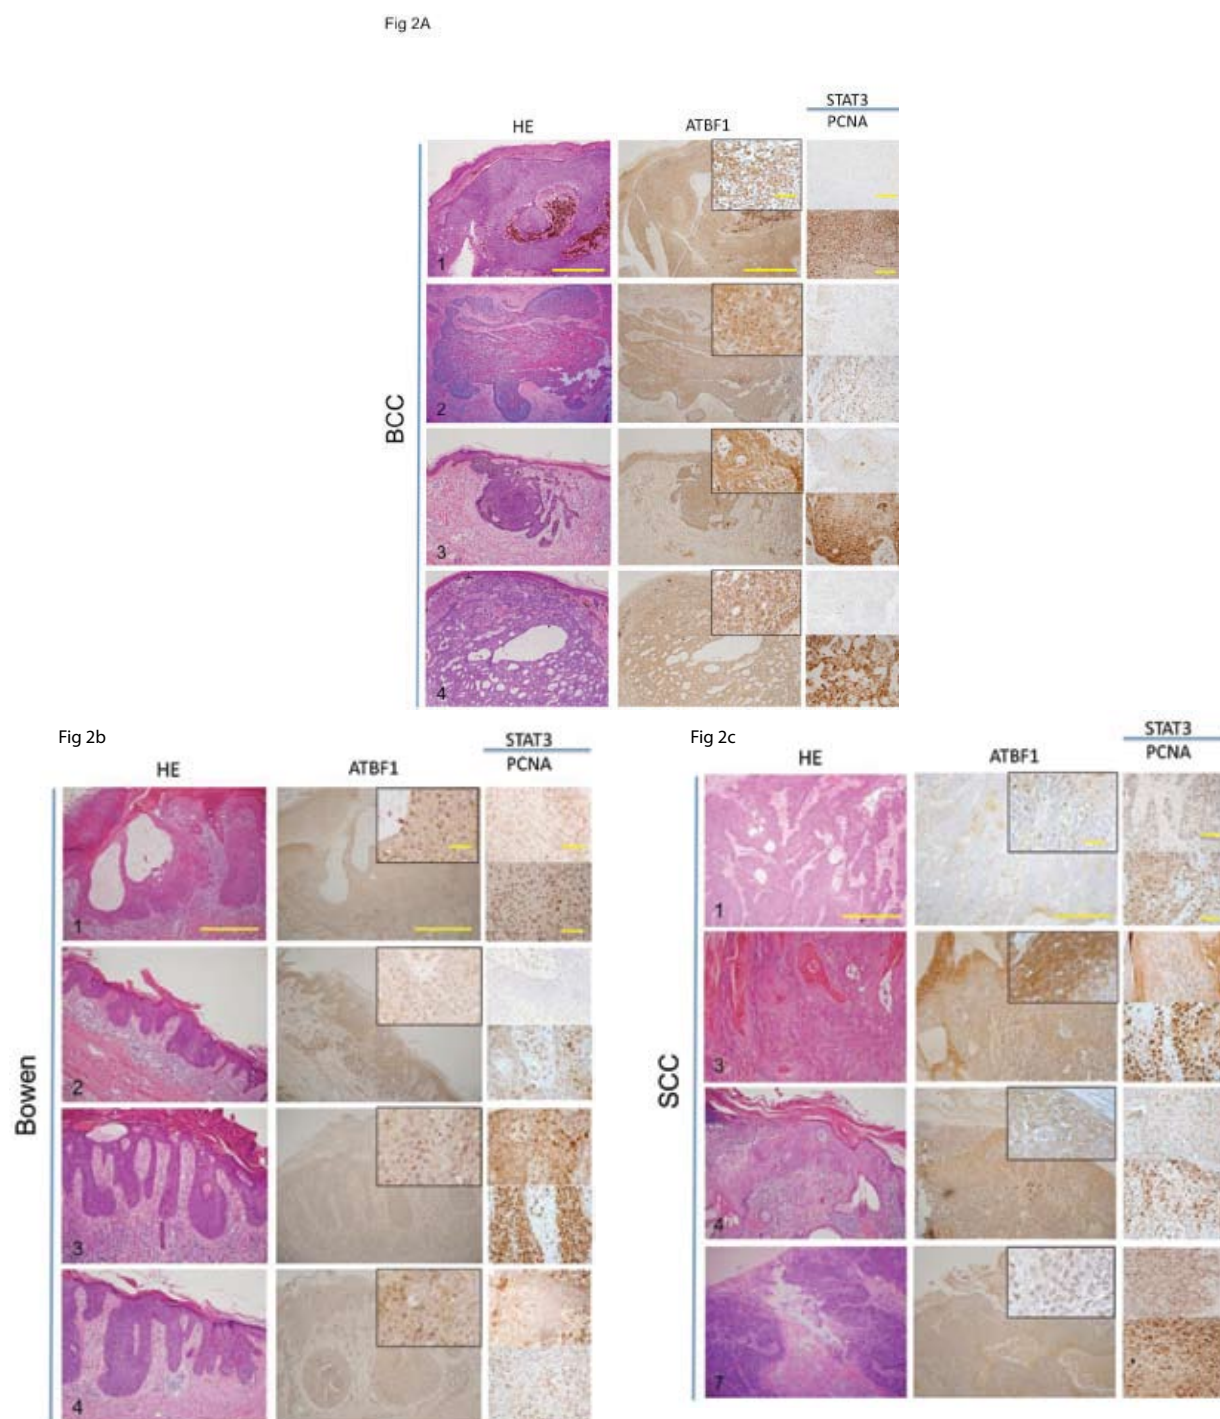 Fig 2A
STAT3
HE ATBF1 PCNA
BCC
1
2
3
4
Fig 2b
STAT3
HE ATBF1 PCNA
Bowen
1
2
3
4
Fig 2c
STAT3
HE ATBF1 PCNA
SCC
1
3
4
7